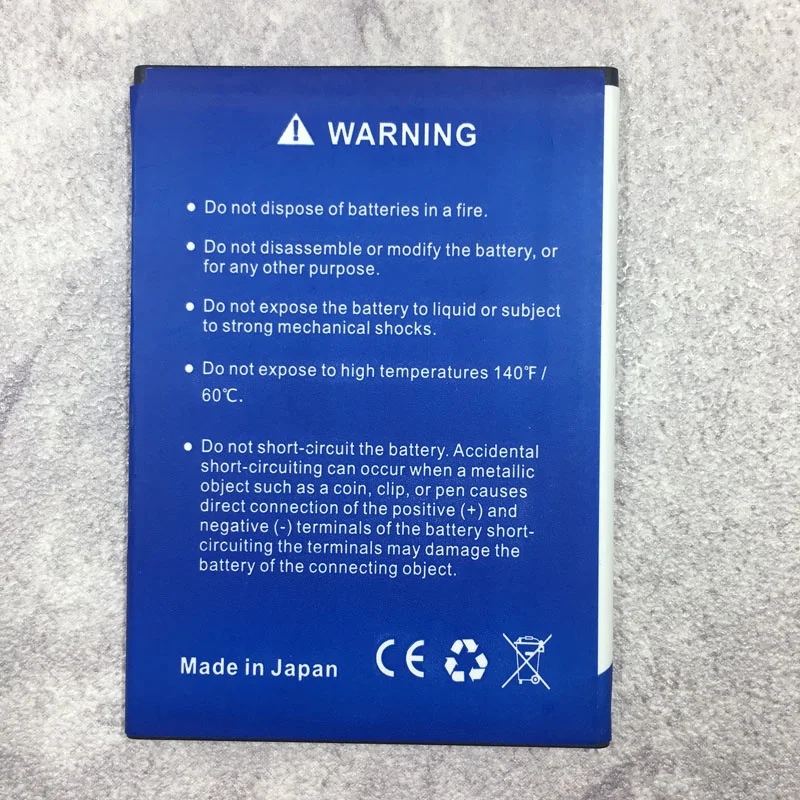 WARNING
• Do not dispose of batteries in a fire.
• Do not disassemble or modify the battery, or
for any other purpose.
• Do not expose the battery to liquid or subject
to strong mechanical shocks.
• Do not expose to high temperatures 140℉ /
60℃.
• Do not short-circuit the battery. Accidental
short-circuiting can occur when a metallic
object such as a coin, clip, or pen causes
direct connection of the positive (+) and
negative (-) terminals of the battery short-
circuiting the terminals may damage the
battery of the connecting object.
Made in Japan CE